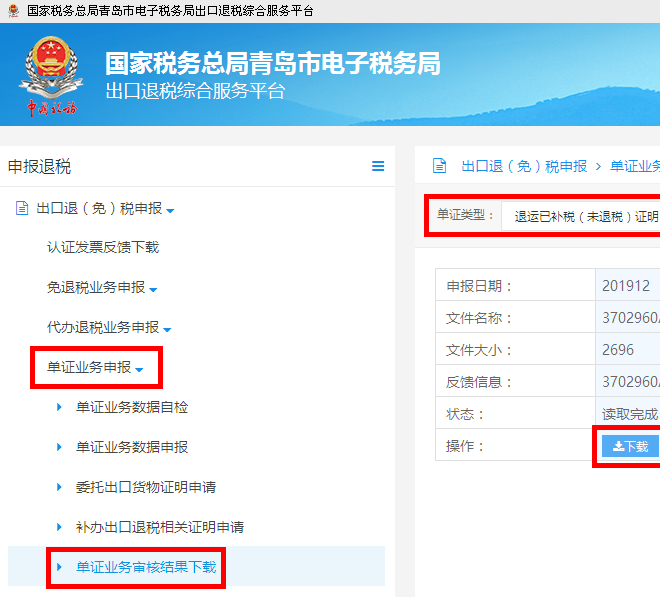 国家税务总局青岛市电子税务局出口退税综合服务平台
国家税务总局青岛市电子税务局
出口退税综合服务平台
中国税务
申报退税
出口退（免）税申报
认证发票反馈下载
免退税业务申报
代办退税业务申报
单证业务申报
单证业务数据自检
单证业务数据申报
委托出口货物证明申请
补办出口退税相关证明申请
单证业务审核结果下载
出口退（免）税申报 > 单证业务
单证类型： 退运已补税（未退税）证明
申报日期： 201912
文件名称： 3702960
文件大小： 2696
反馈信息： 3702960
状态： 读取完成
操作： 下载